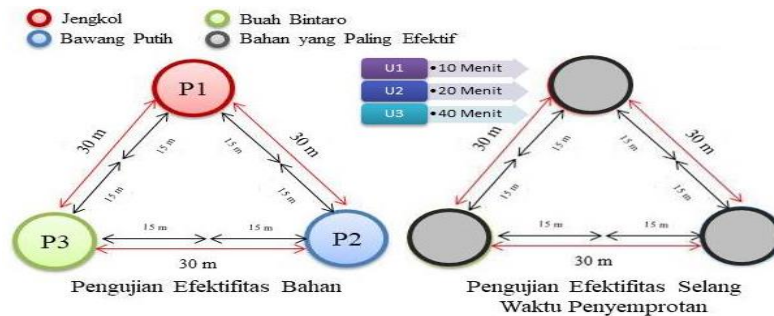 Jengkol
Buah Bintaro
Bawang Putih
Bahan yang Paling Efektif
P1
30 m
15 m
15 m
30 m
15 m
15 m
P3
15 m
15 m
P2
30 m
Pengujian Efektifitas Bahan
U1 •10 Menit
U2 •20 Menit
U3 •40 Menit
30 m
15 m
15 m
30 m
15 m
15 m
15 m
15 m
30 m
Pengujian Efektifitas Selang
Waktu Penyemprotan